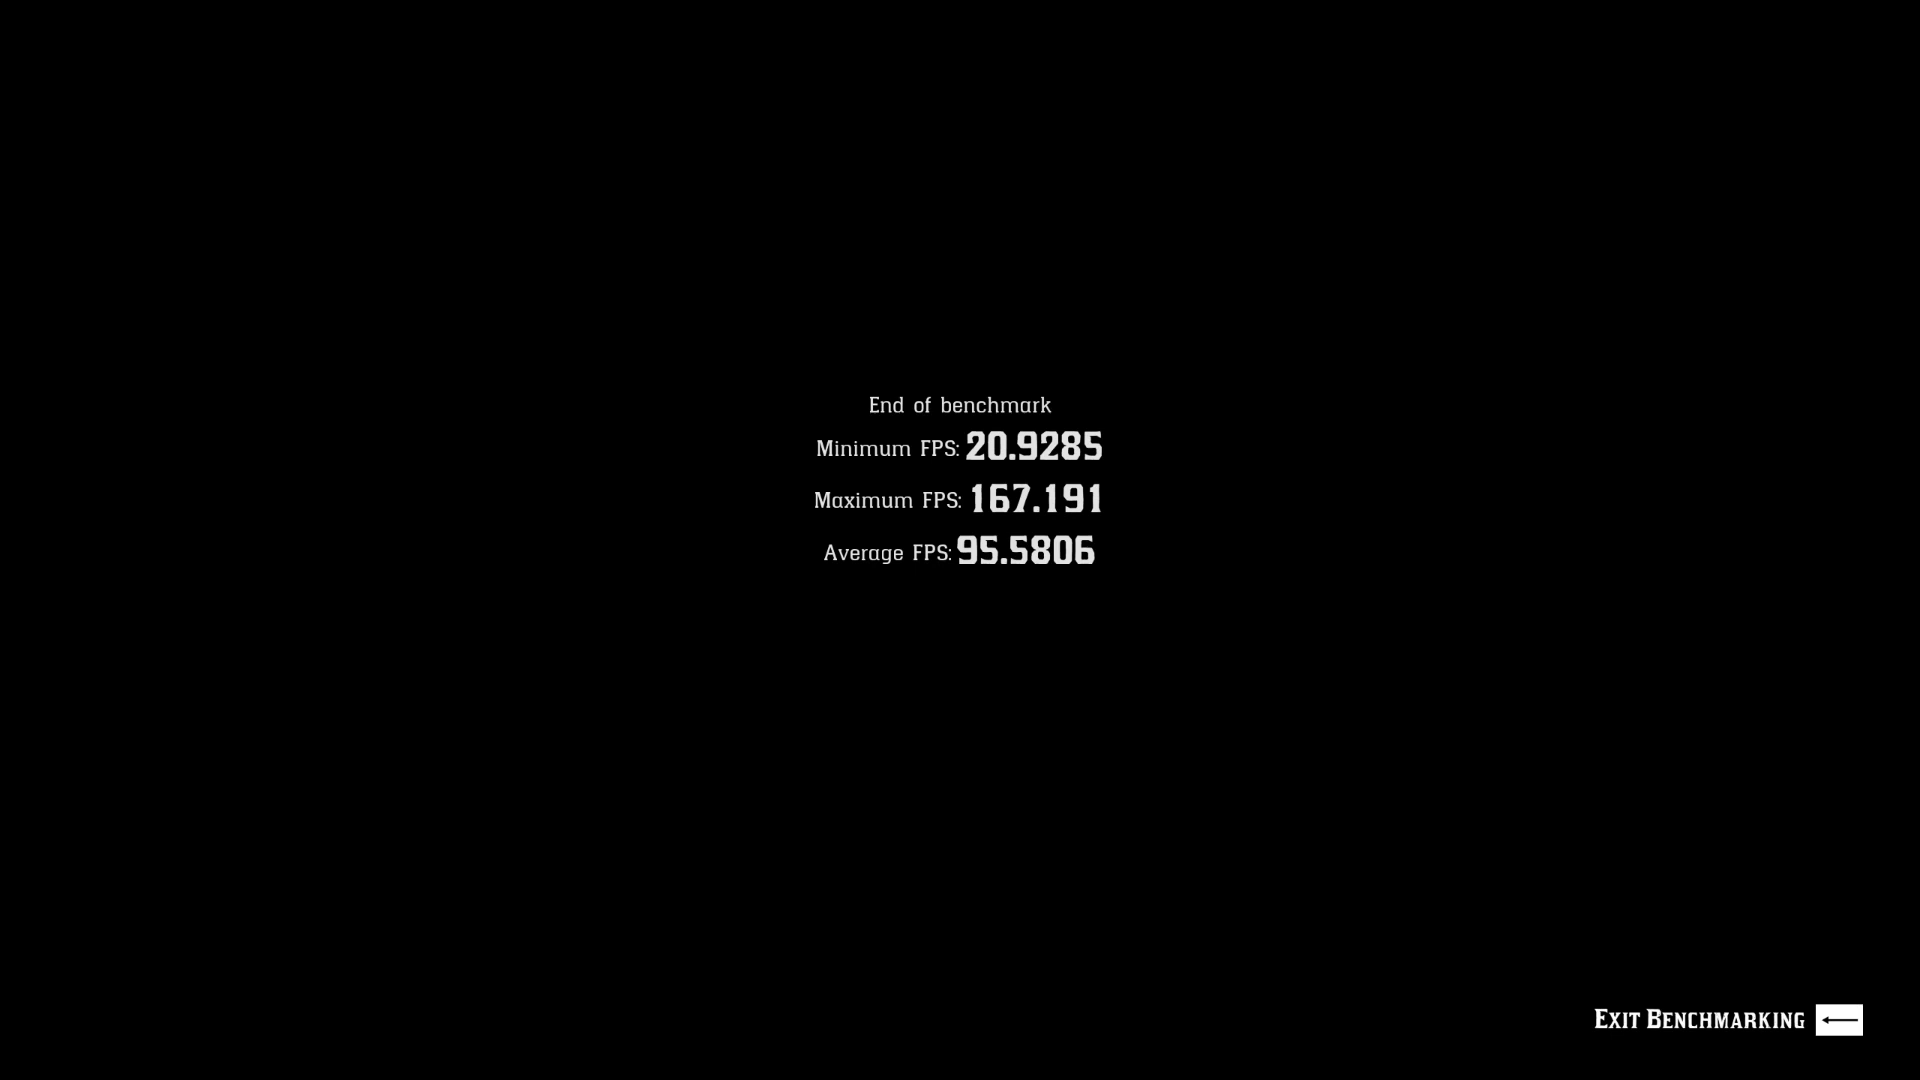 End of benchmark
Minimum FPS: 20.9285
Maximum FPS: 167.191
Average FPS: 95.5806
Exit Benchmarking